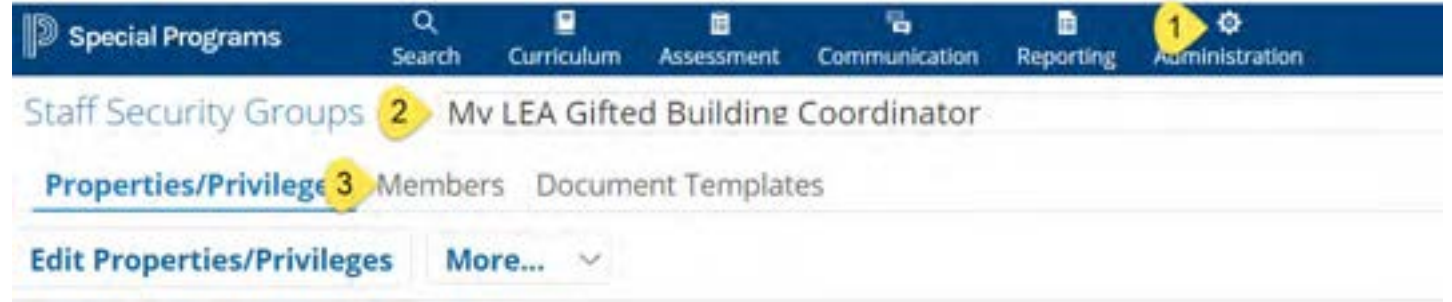 Special Programs Search Curriculum Assessment Communication Reporting 1 Administration
Staff Security Groups 2 My LEA Gifted Building Coordinator
Properties/Privilege 3 Members Document Templates
Edit Properties/Privileges More...